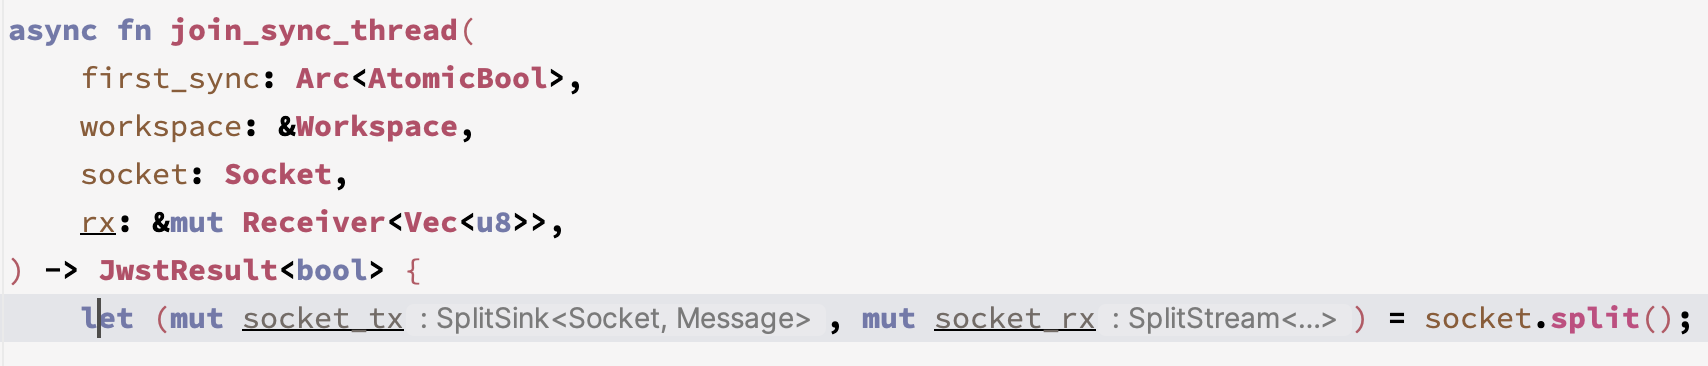 async fn join_sync_thread(
    first_sync: Arc<AtomicBool>,
    workspace: &Workspace,
    socket: Socket,
    rx: &mut Receiver<Vec<u8>>,
) -> JwstResult<bool> {
    let (mut socket_tx : SplitSink<Socket, Message> , mut socket_rx : SplitStream<...> ) = socket.split();